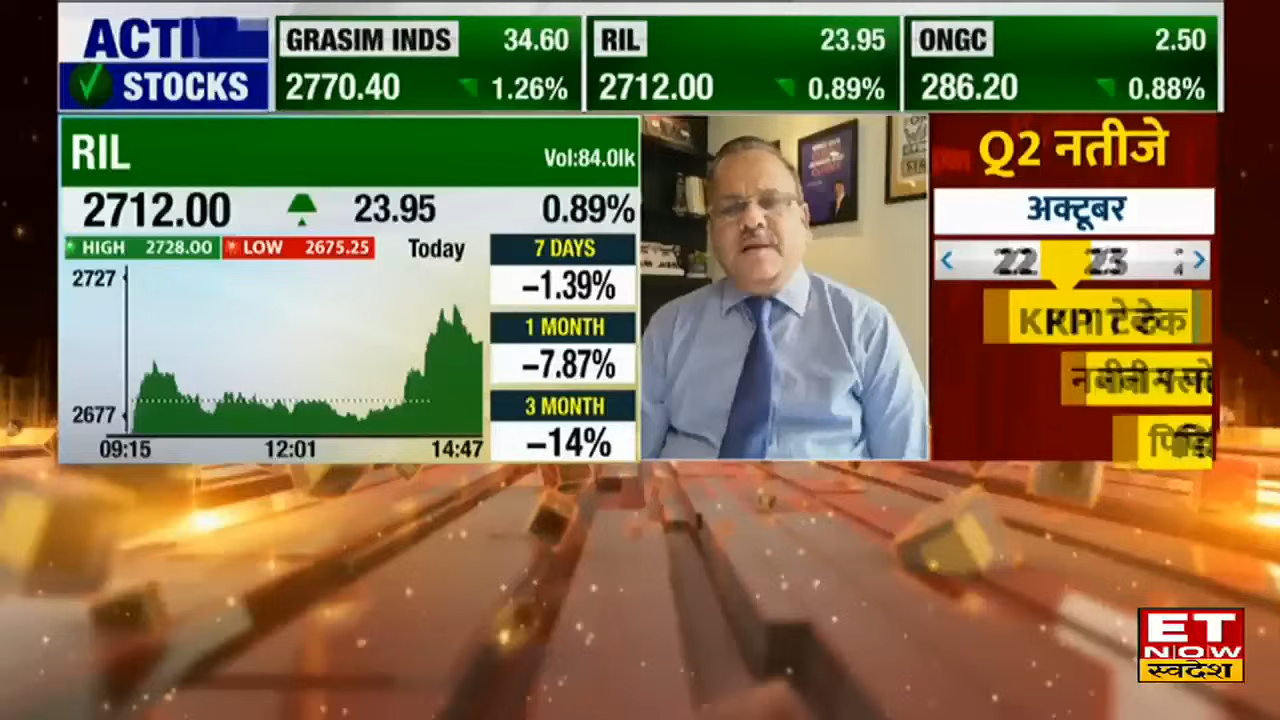 ACTI
STOCKS
GRASIM INDS 34.60
2770.40 1.26%
RIL 23.95
2712.00 0.89%
ONGC 2.50
286.20 0.88%
RIL Vol:84.0lk
2712.00 23.95 0.89%
HIGH 2728.00 LOW 2675.25 Today
2727
2677
09:15 12:01 14:47
7 DAYS
–1.39%
1 MONTH
–7.87%
3 MONTH
–14%
Q2 नतीजे
अक्टूबर
22 23
ET
NOW
स्वदेश